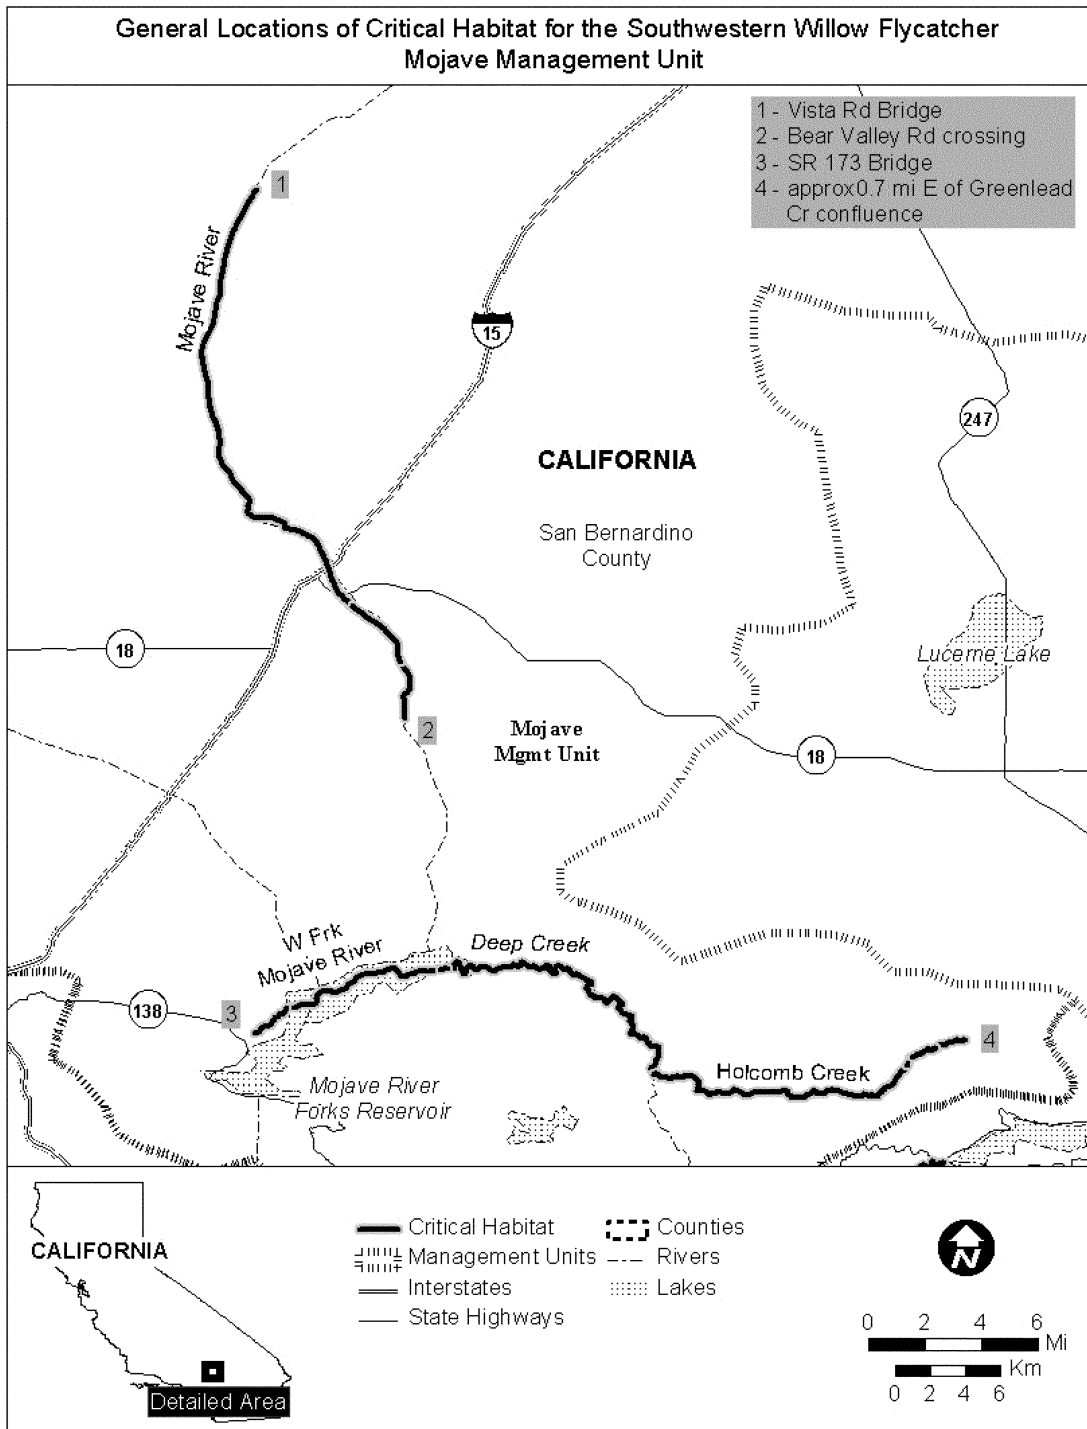 General Locations of Critical Habitat for the Southwestern Willow Flycatcher
Mojave Management Unit
1 - Vista Rd Bridge
2 - Bear Valley Rd crossing
3 - SR 173 Bridge
4 - approx0.7 mi E of Greenlead
Cr confluence
1
Mojave River
15
247
CALIFORNIA
San Bernardino
County
18
Lucerne Lake
2
Mojave
Mgmt Unit
18
W Frk
Mojave River
Deep Creek
138
3
4
Holcomb Creek
Mojave River
Forks Reservoir
CALIFORNIA
Detailed Area
Critical Habitat
Management Units
Interstates
State Highways
Counties
Rivers
Lakes
N
0 2 4 6
Mi
Km
0 2 4 6